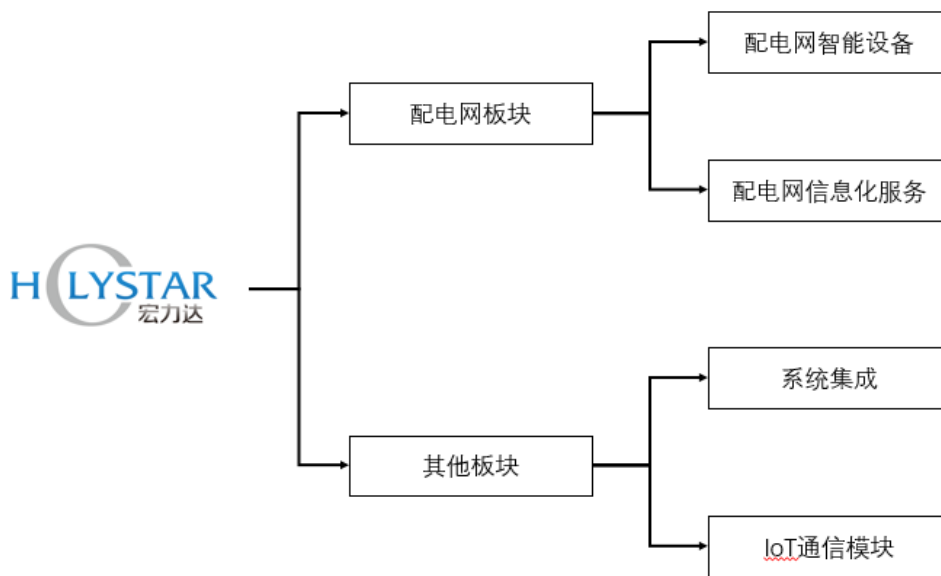 配电网智能设备
配电网板块
配电网信息化服务
HOLYSTAR
宏力达
系统集成
其他板块
IoT通信模块